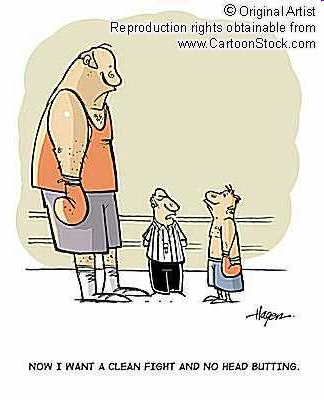 © Original Artist
Reproduction rights obtainable from
www.CartoonStock.com
Hagen.
NOW I WANT A CLEAN FIGHT AND NO HEAD BUTTING.